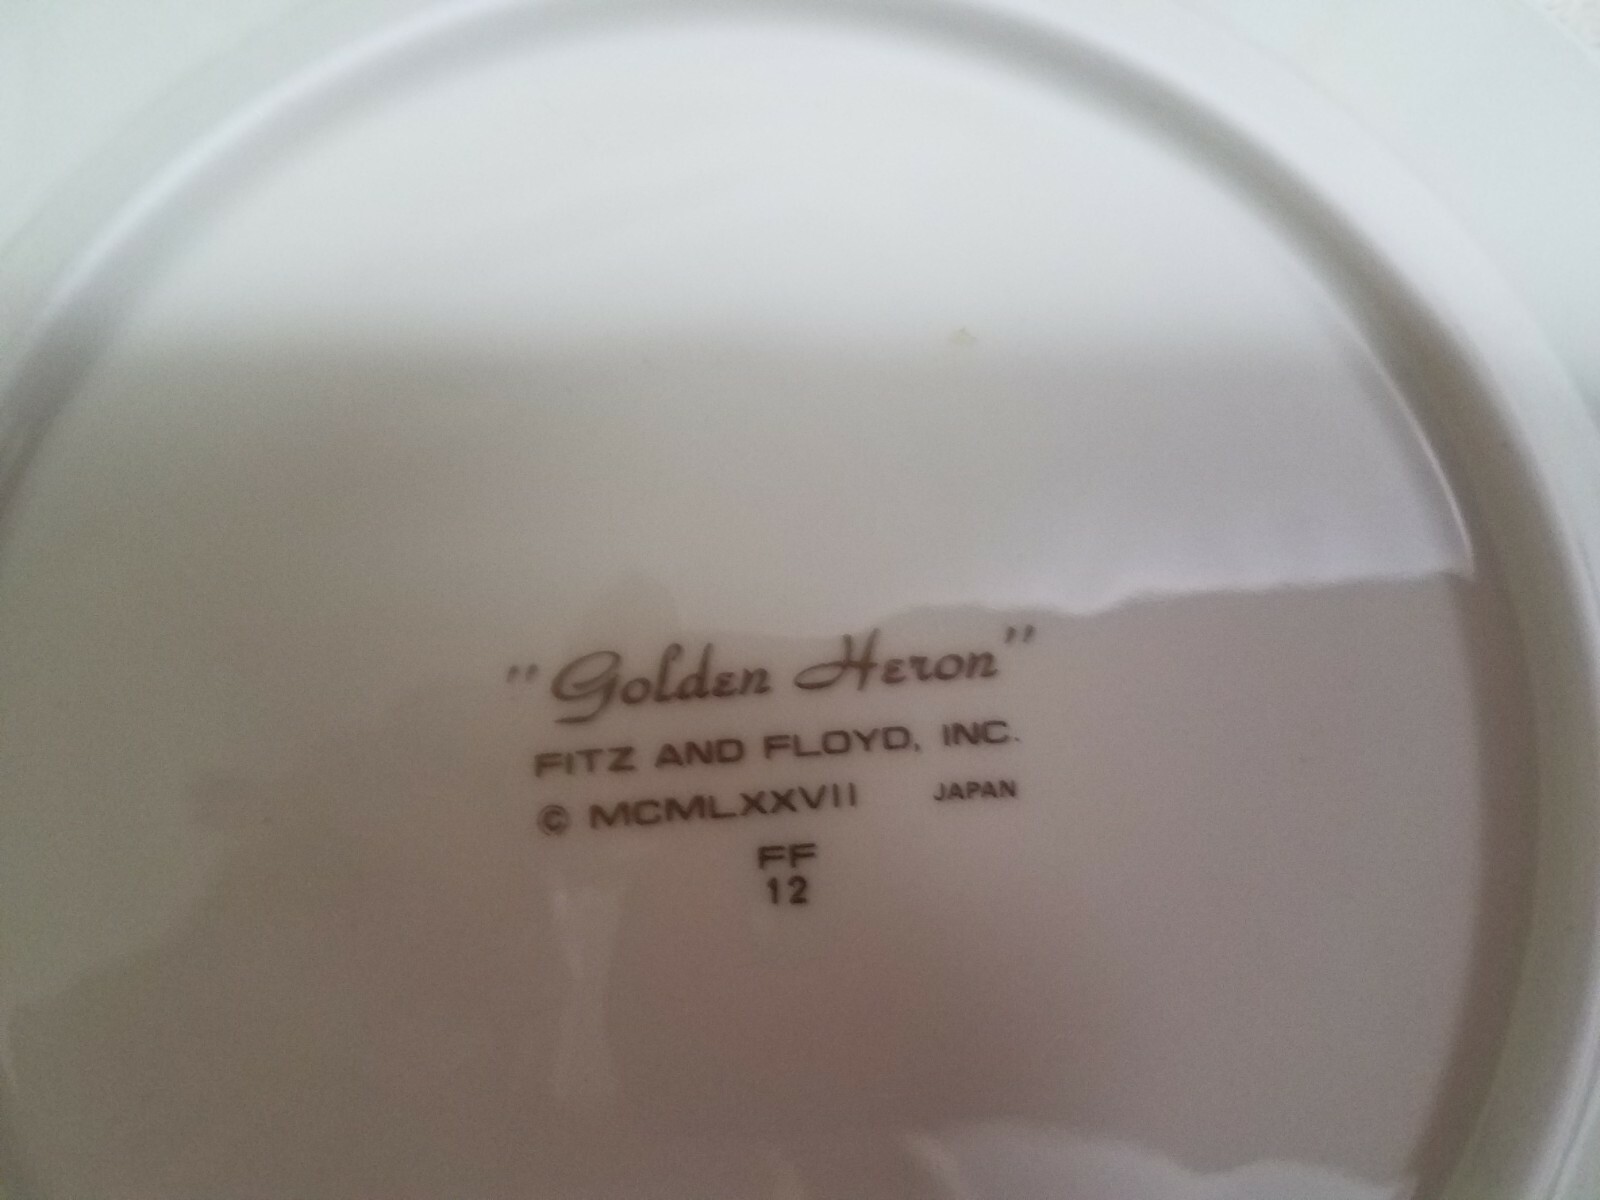 "Golden Heron"
FITZ AND FLOYD, INC.
© MCMLXXVII JAPAN
FF
12